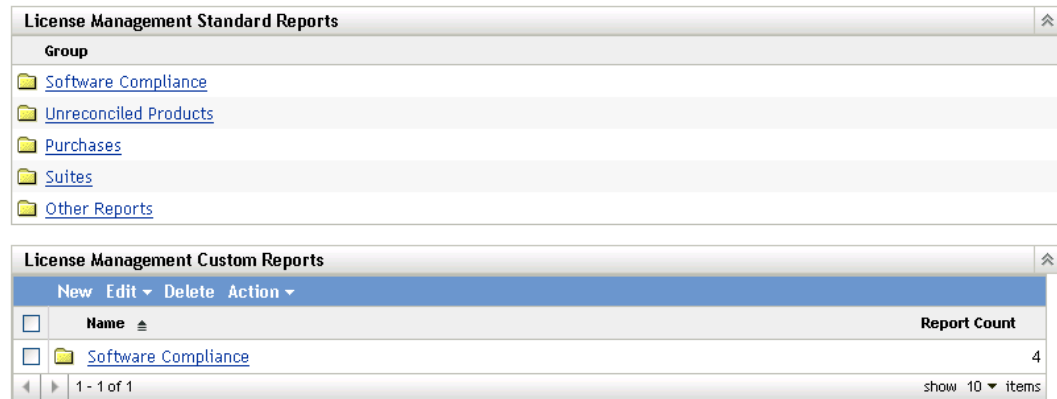 License Management Standard Reports
Group
Software Compliance
Unreconciled Products
Purchases
Suites
Other Reports
License Management Custom Reports
New Edit Delete Action
Name Report Count
Software Compliance 4
1 - 1 of 1 show 10 items